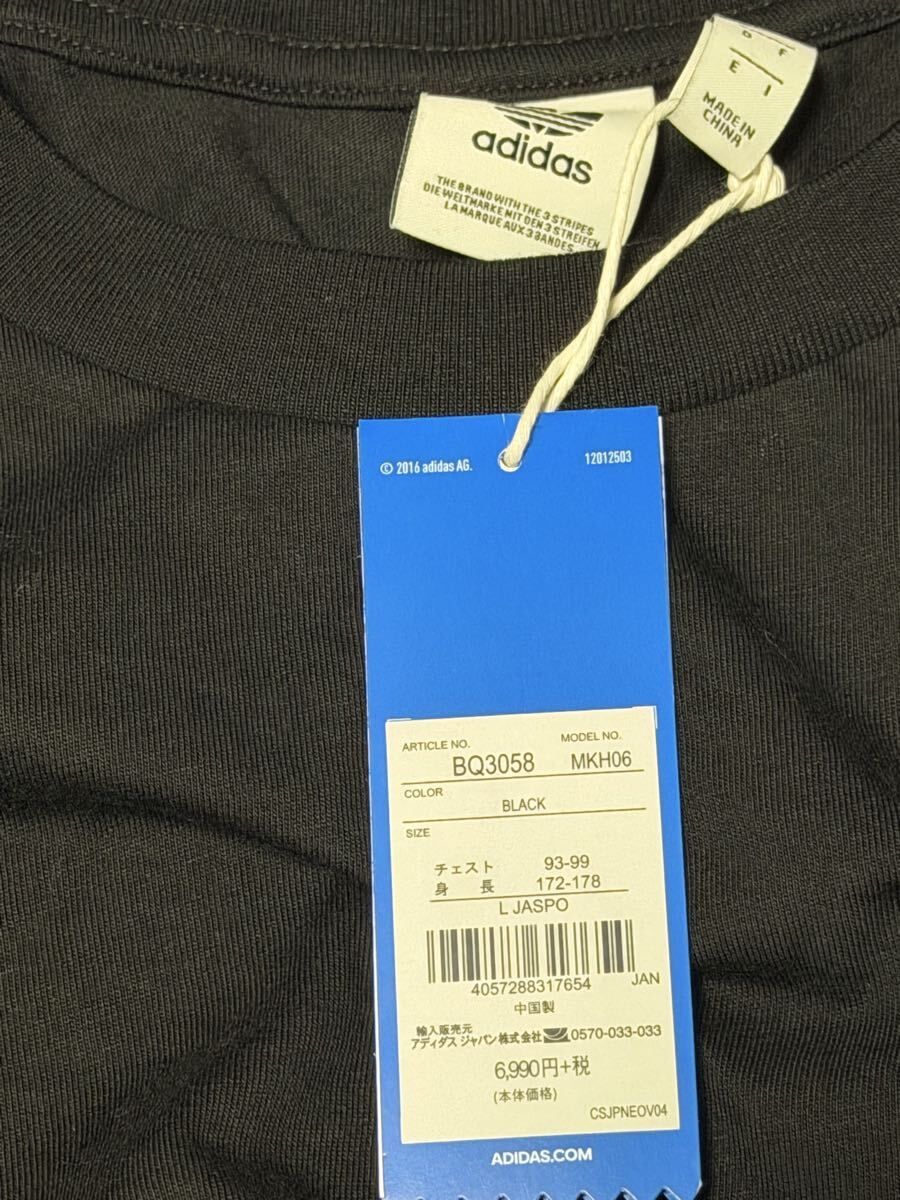 D F
E I
MADE IN
CHINA
adidas
THE BRAND WITH THE 3 STRIPES
DIE WELTMARKE MIT DEN 3 STREIFEN
LA MARQUE AUX 3 BANDES
© 2016 adidas AG.
12012503
ARTICLE NO. MODEL NO.
BQ3058 MKH06
COLOR
BLACK
SIZE
チェスト 93-99
身長 172-178
L JASPO
4057288317654 JAN
中国製
輸入販売元
アディダス ジャパン株式会社 0570-033-033
6,990円+税
(本体価格)
CSJPNEOV04
ADIDAS.COM